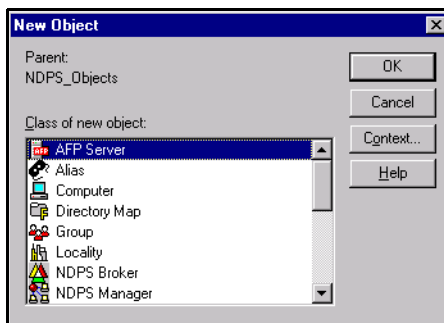 New Object
Parent:
NDPS_Objects
Class of new object:
AFP Server
Alias
Computer
Directory Map
Group
Locality
NDPS Broker
NDPS Manager
OK
Cancel
Context...
Help